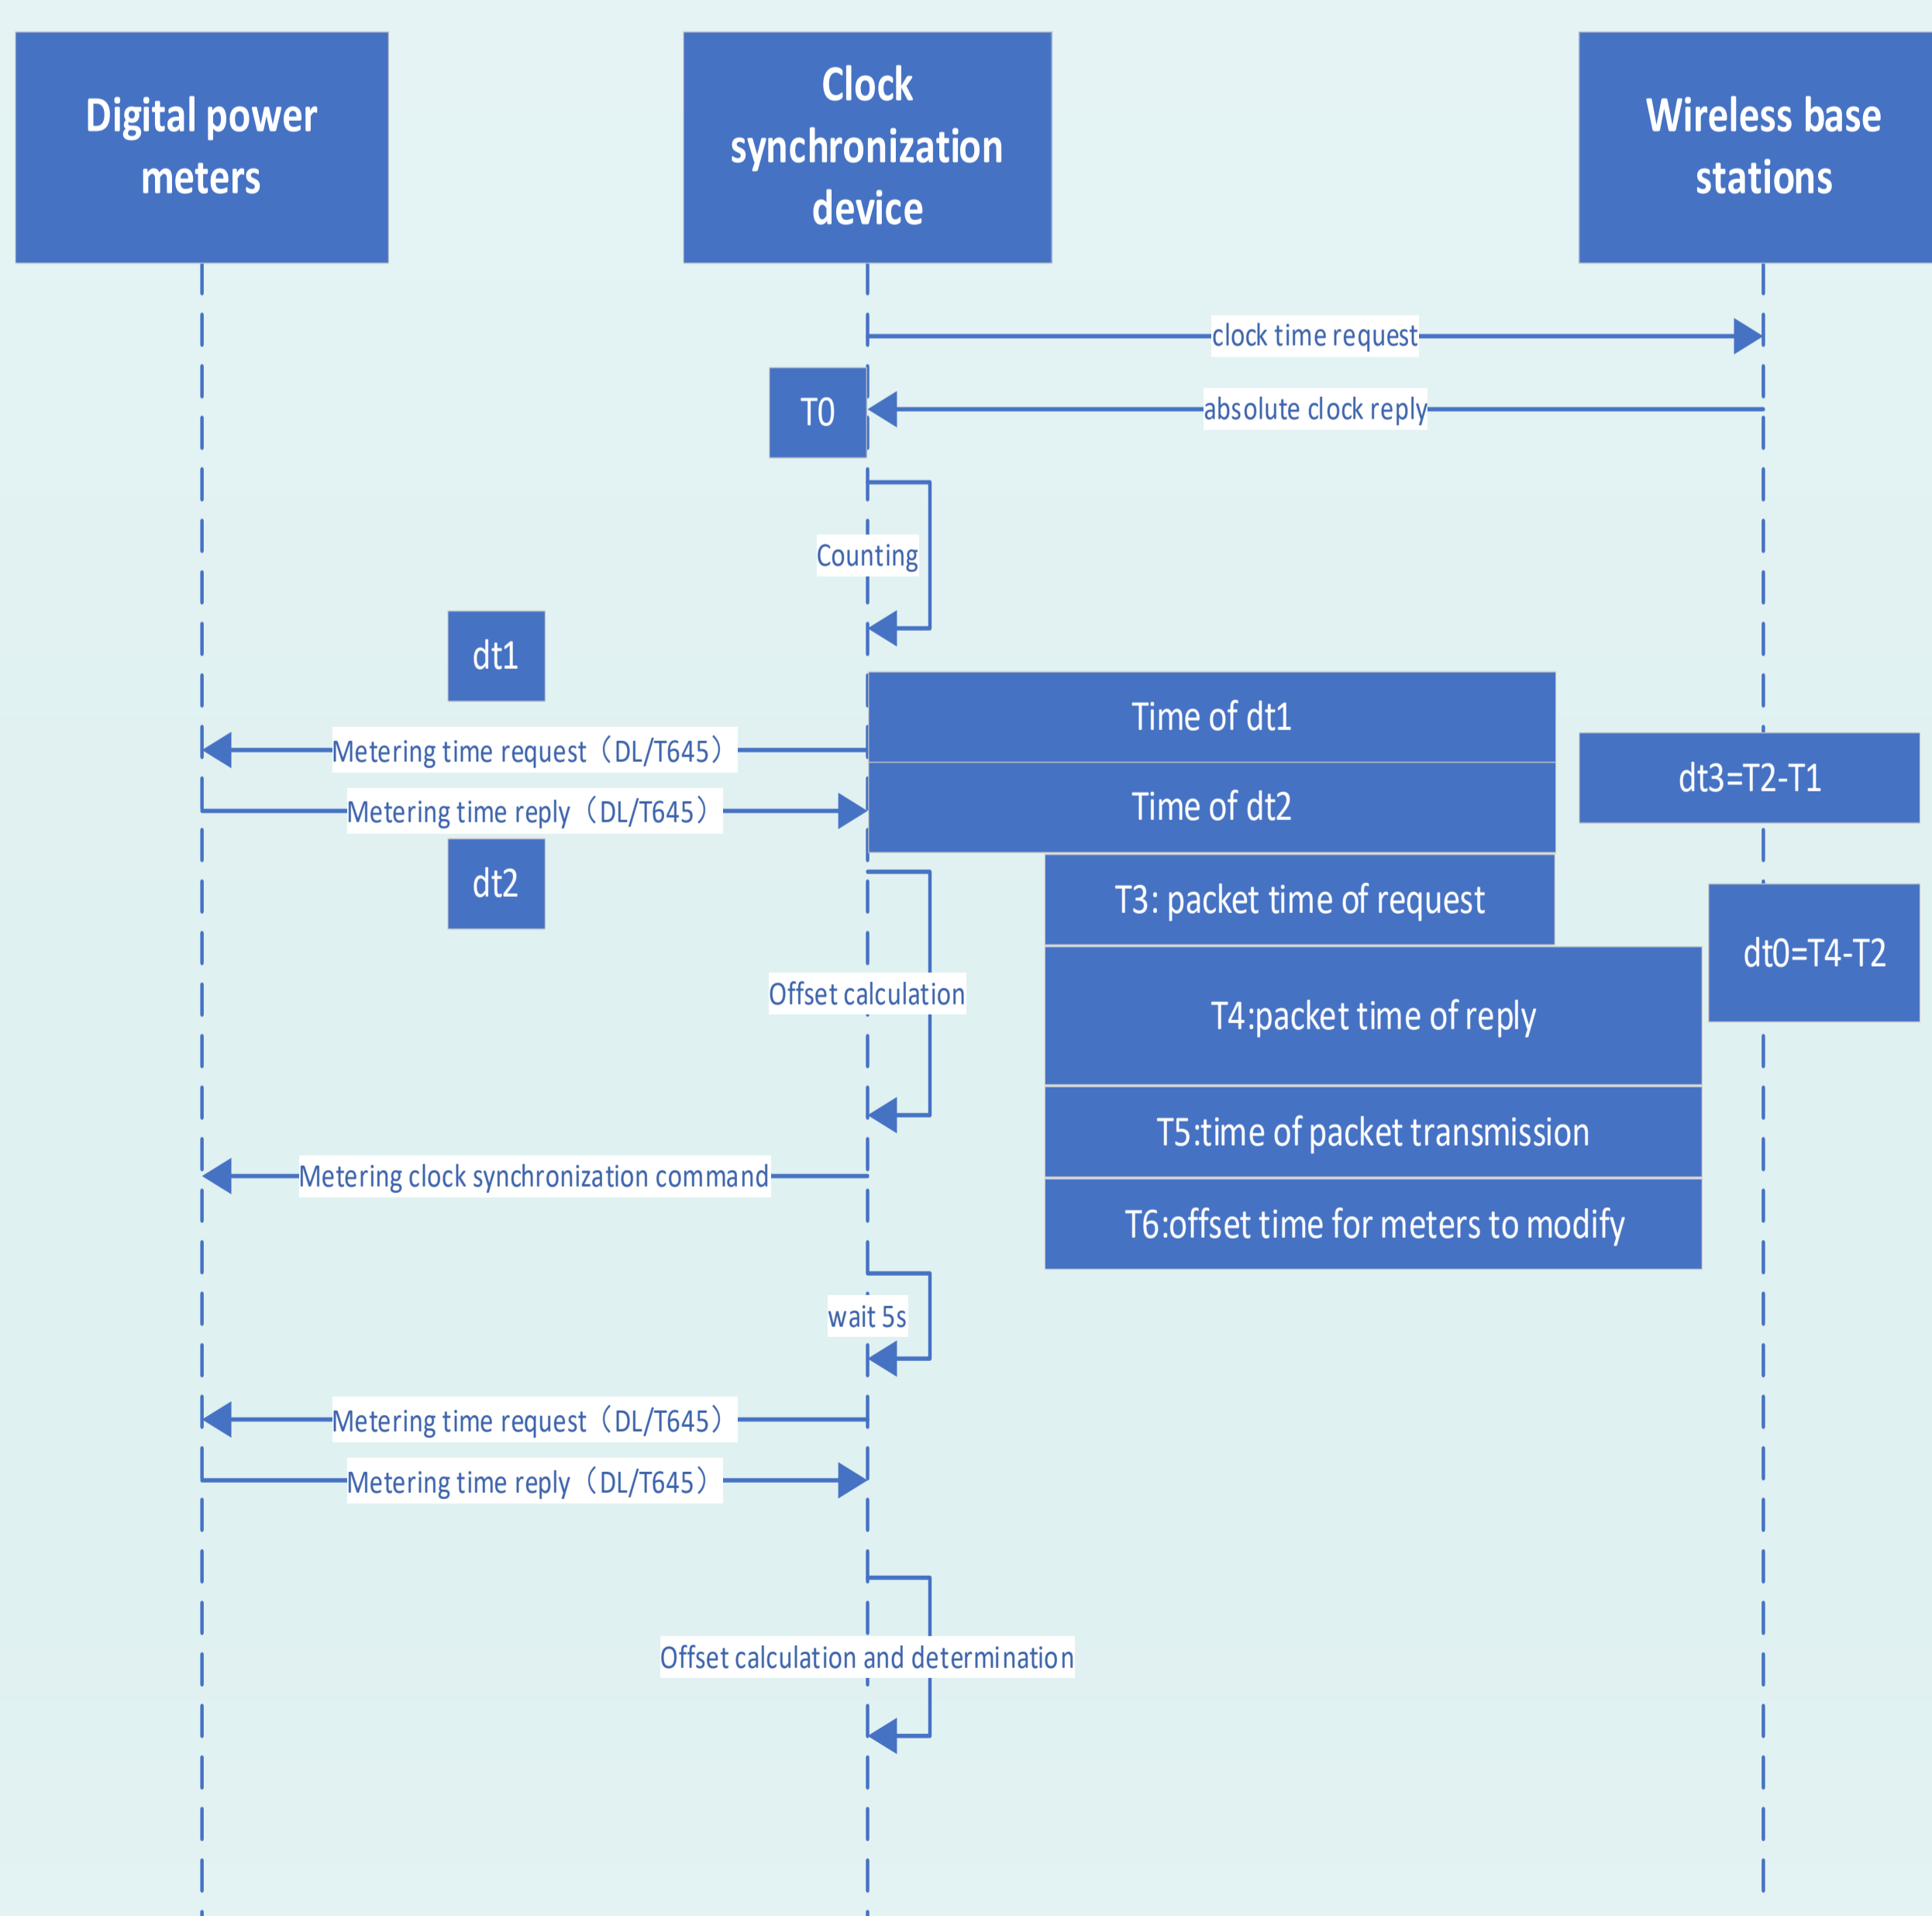 Digital power
meters
Clock
synchronization
device
Wireless base
stations
clock time request
T0
absolute clock reply
Counting
dt1
Time of dt1
Metering time request（DL/T645）
dt3=T2-T1
Time of dt2
Metering time reply（DL/T645）
dt2
T3: packet time of request
dt0=T4-T2
Offset calculation
T4:packet time of reply
T5:time of packet transmission
Metering clock synchronization command
T6:offset time for meters to modify
wait 5s
Metering time request（DL/T645）
Metering time reply（DL/T645）
Offset calculation and determination